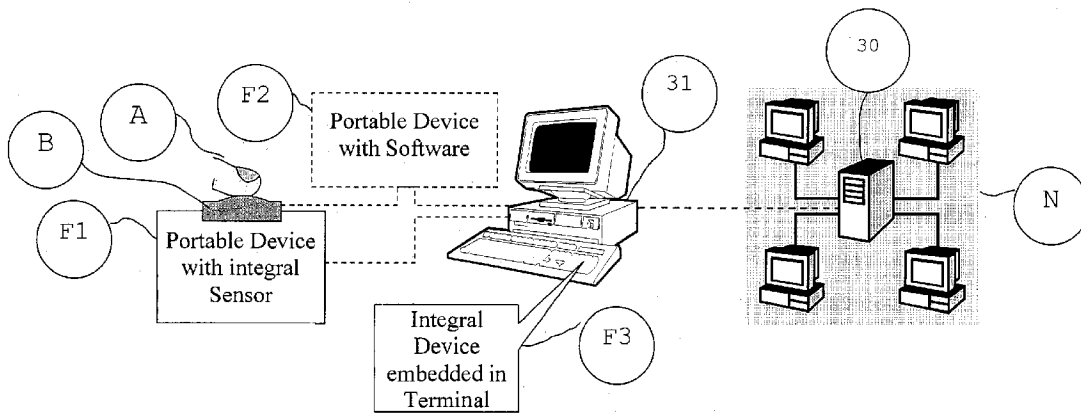 30
31
F2
A
B
F1
Portable Device
with Software
Portable Device
with integral
Sensor
N
Integral
Device
embedded in
Terminal
F3